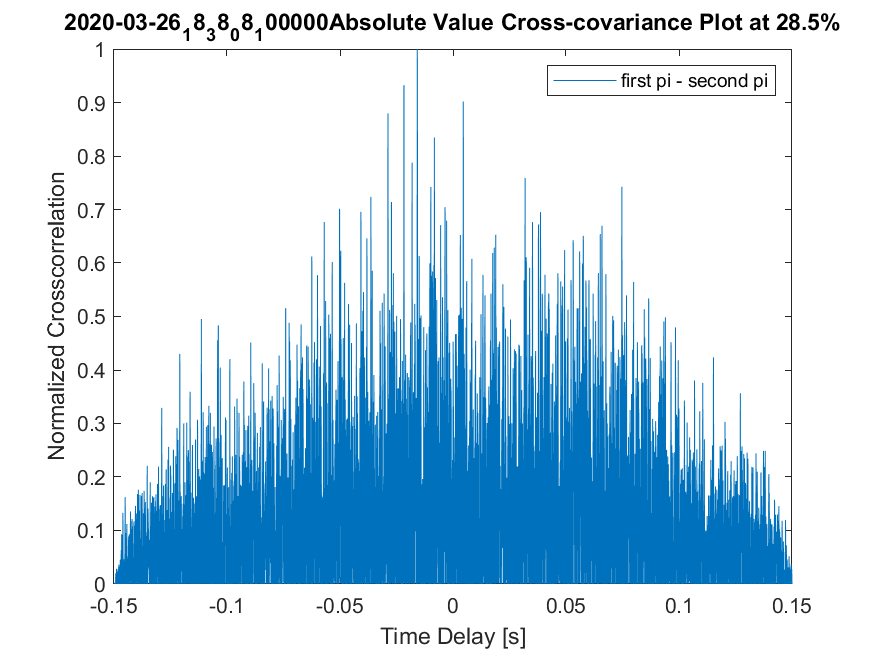 2020-03-26₁8₃8₀8₁00000Absolute Value Cross-covariance Plot at 28.5%
first pi - second pi
1
0.9
0.8
0.7
0.6
0.5
0.4
0.3
0.2
0.1
0
Normalized Crosscorrelation
-0.15 -0.1 -0.05 0 0.05 0.1 0.15
Time Delay [s]